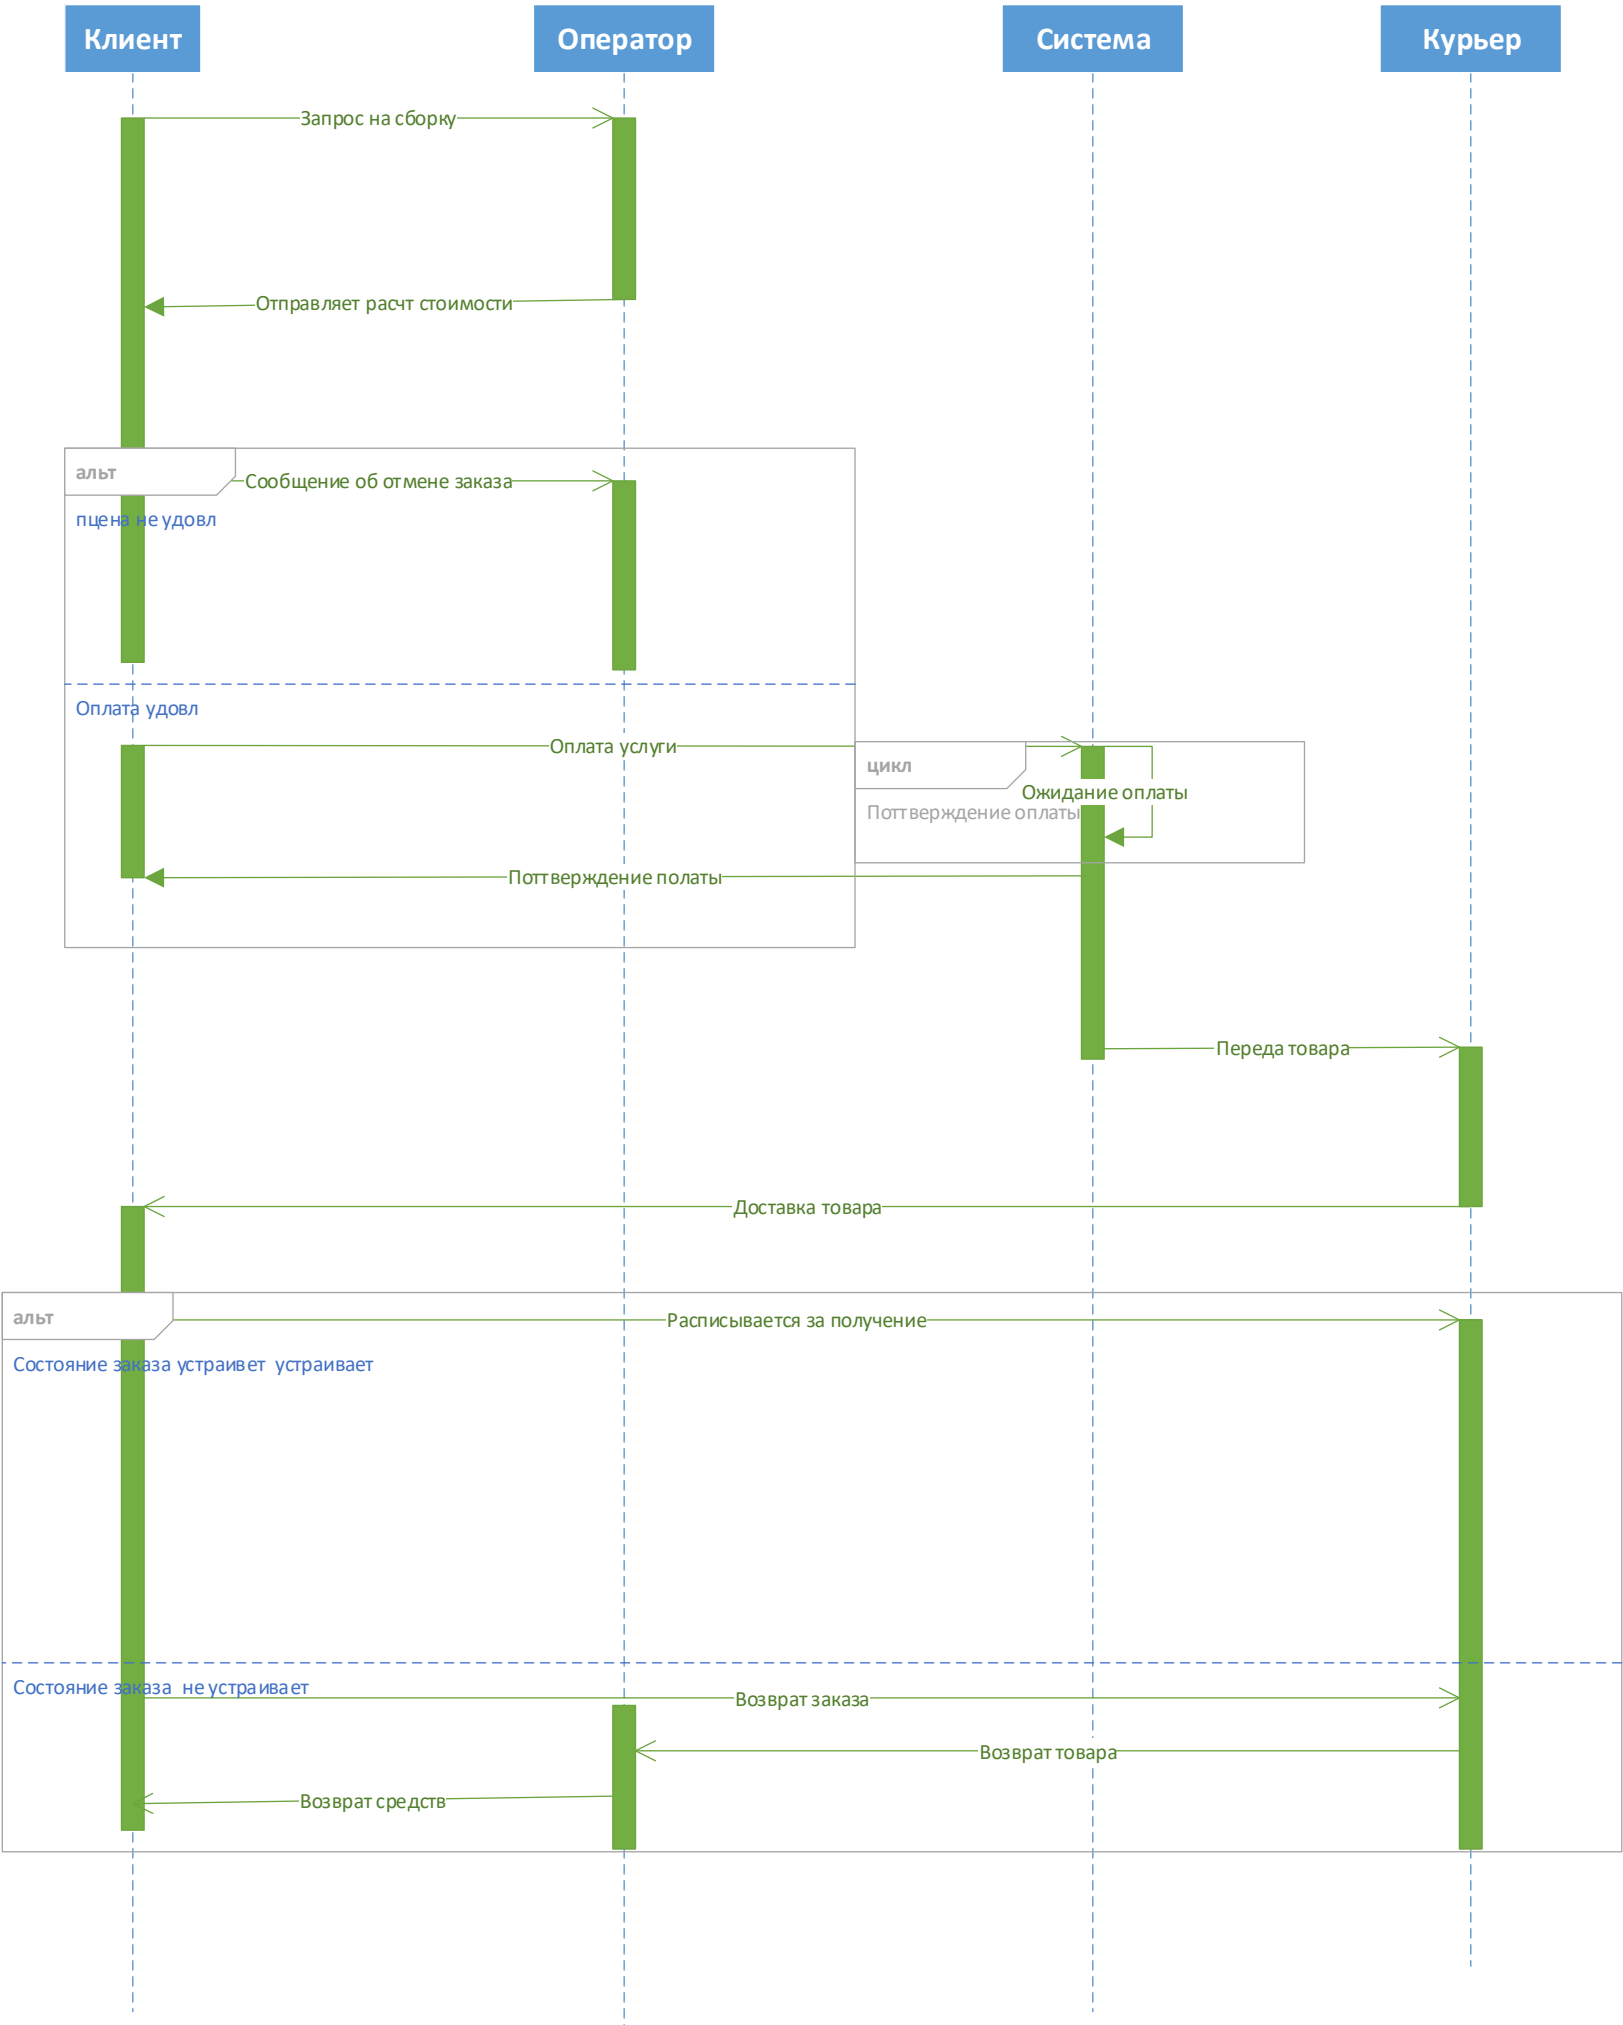 Клиент
Оператор
Система
Курьер
Запрос на сборку
Отправляет расчт стоимости
альт
Сообщение об отмене заказа
пцена не удовл
Оплата удовл
Оплата услуги
цикл
Ожидание оплаты
Поттверждение оплаты
Поттверждение полаты
Переда товара
Доставка товара
альт
Расписывается за получение
Состояние заказа устраивет  устраивает
Состояние заказа  не устраивает
Возврат заказа
Возврат товара
Возврат средств